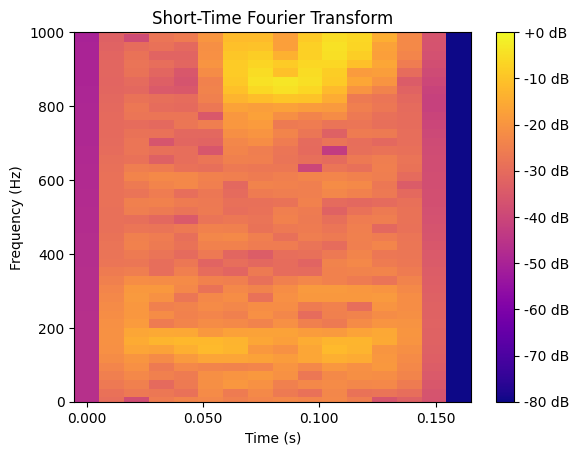 Short-Time Fourier Transform
1000
800
600
400
200
0
Frequency (Hz)
0.000
0.050
0.100
0.150
Time (s)
+0 dB
-10 dB
-20 dB
-30 dB
-40 dB
-50 dB
-60 dB
-70 dB
-80 dB